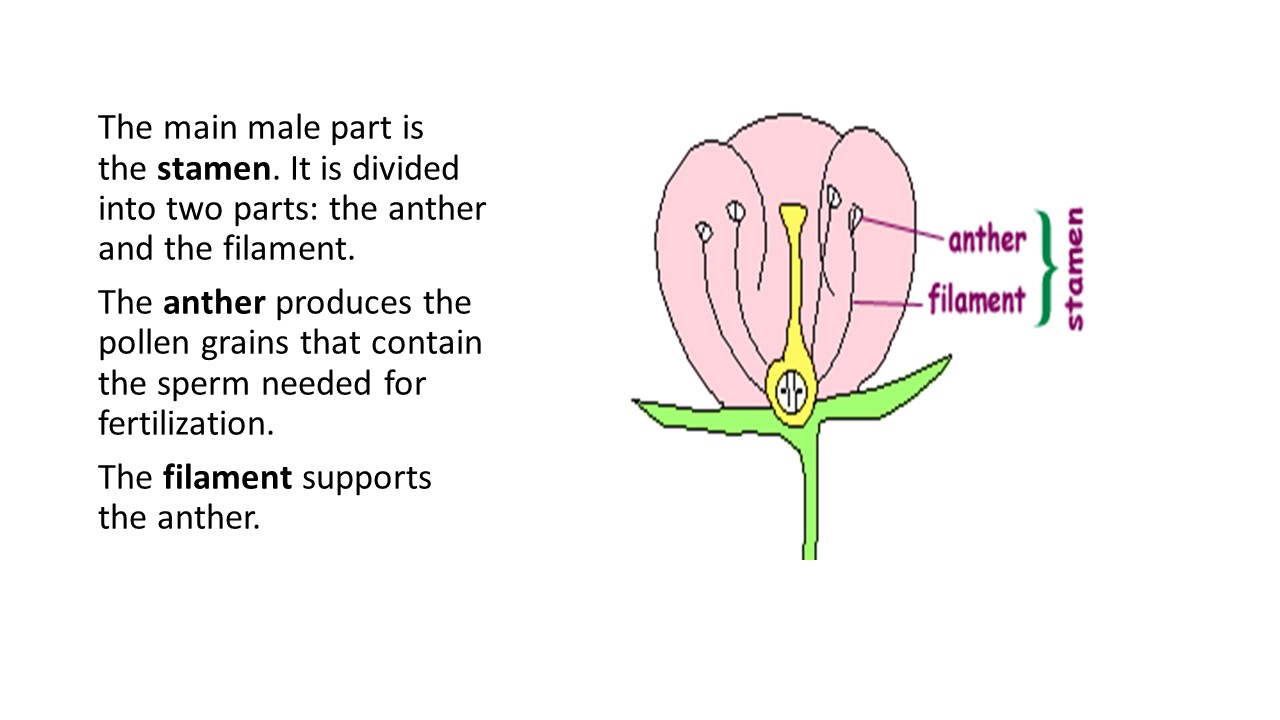 The main male part is
the stamen. It is divided
into two parts: the anther
and the filament.
The anther produces the
pollen grains that contain
the sperm needed for
fertilization.
The filament supports
the anther.
anther
filament
stamen